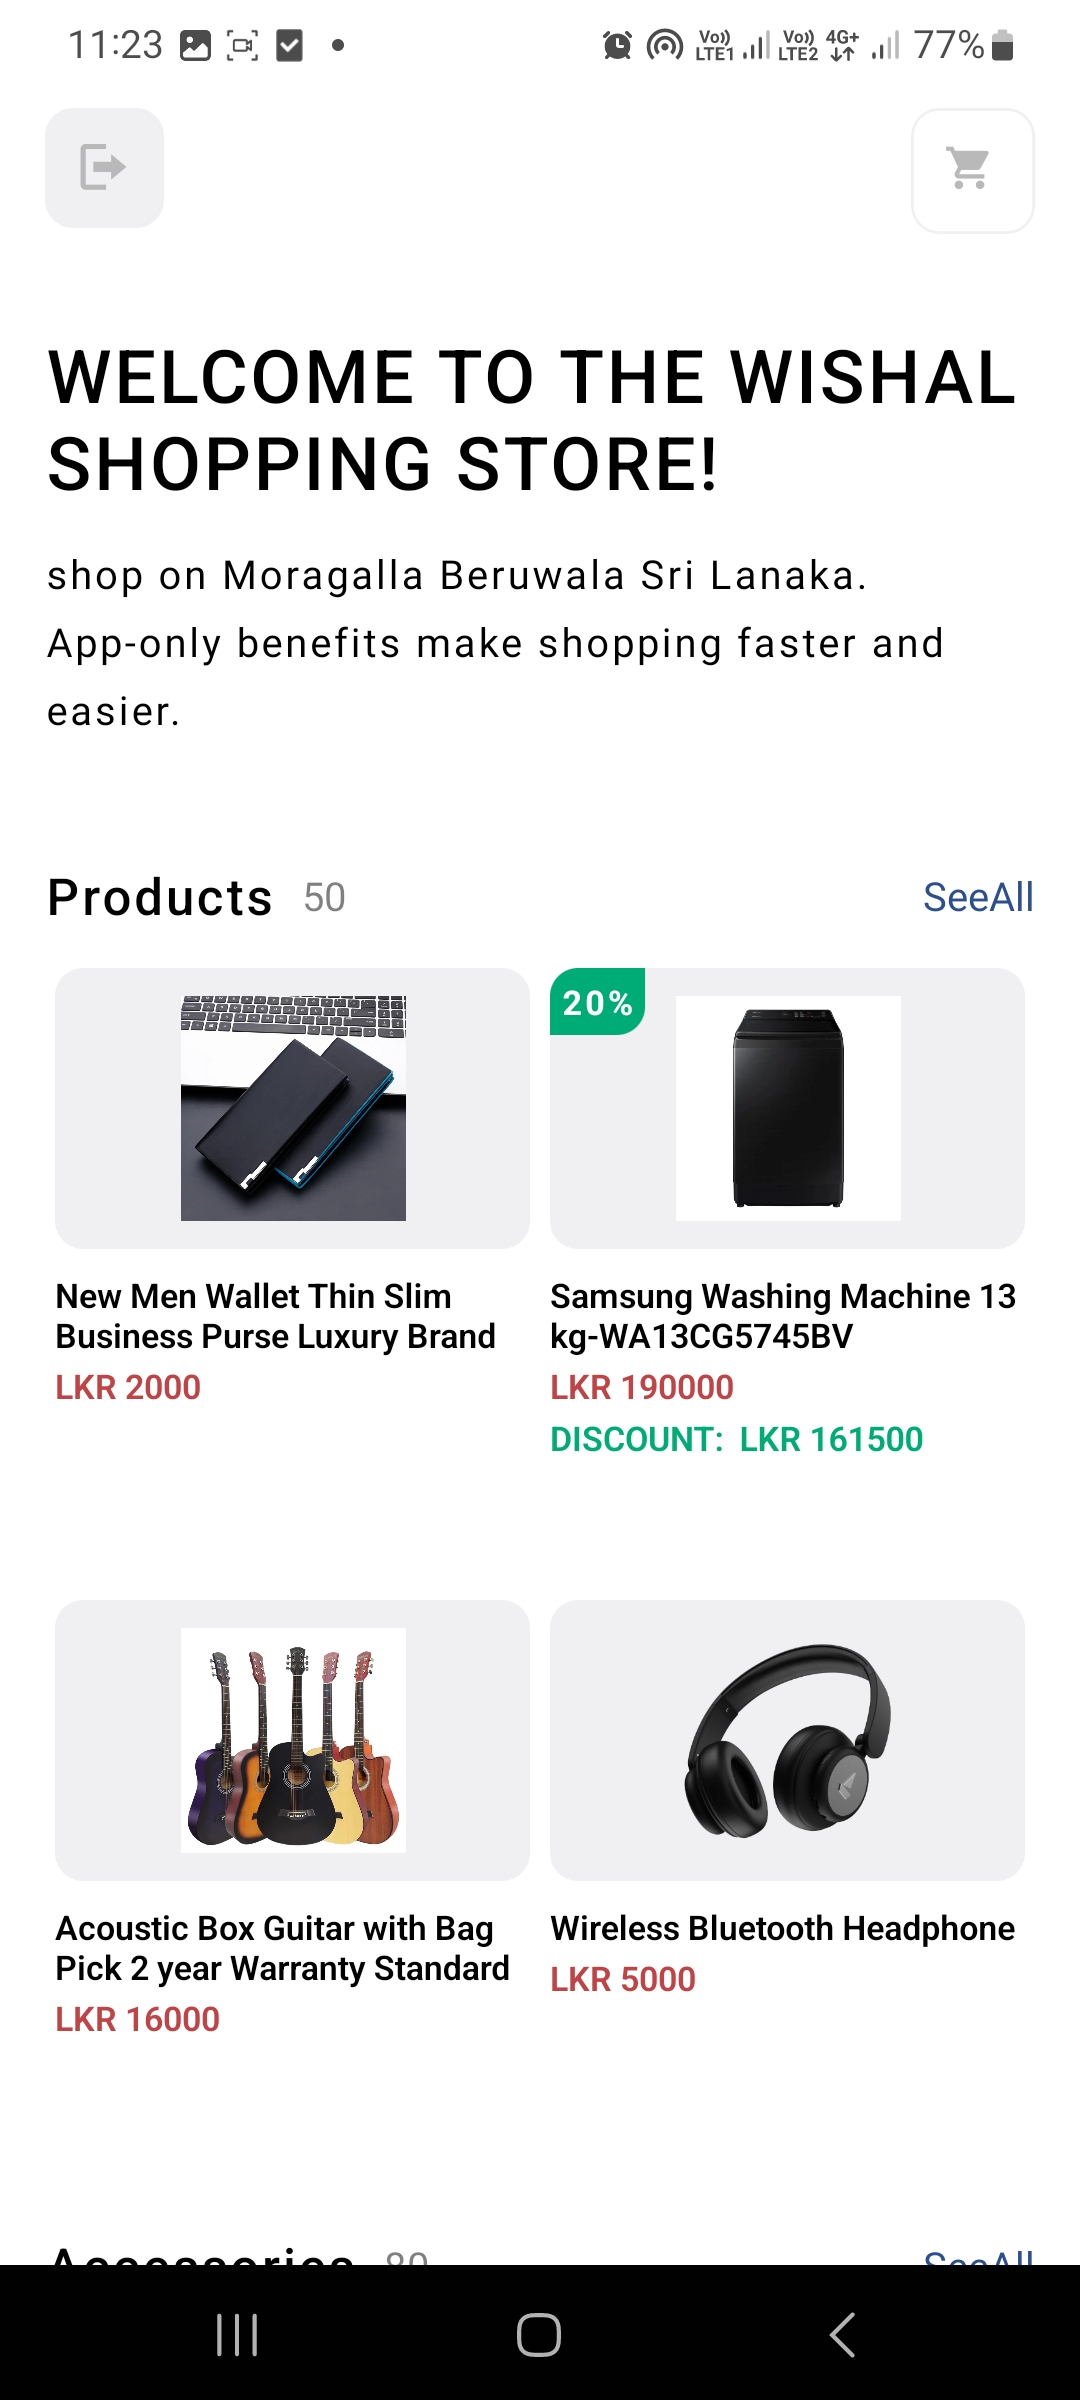 11:23
Vo)) LTE1 Vo)) LTE2 4G+ 77%
WELCOME TO THE WISHAL
SHOPPING STORE!
shop on Moragalla Beruwala Sri Lanaka.
App-only benefits make shopping faster and
easier.
Products 50 SeeAll
20%
New Men Wallet Thin Slim
Business Purse Luxury Brand
LKR 2000
Samsung Washing Machine 13
kg-WA13CG5745BV
LKR 190000
DISCOUNT: LKR 161500
Acoustic Box Guitar with Bag
Pick 2 year Warranty Standard
LKR 16000
Wireless Bluetooth Headphone
LKR 5000
Accessories 80 SeeAll